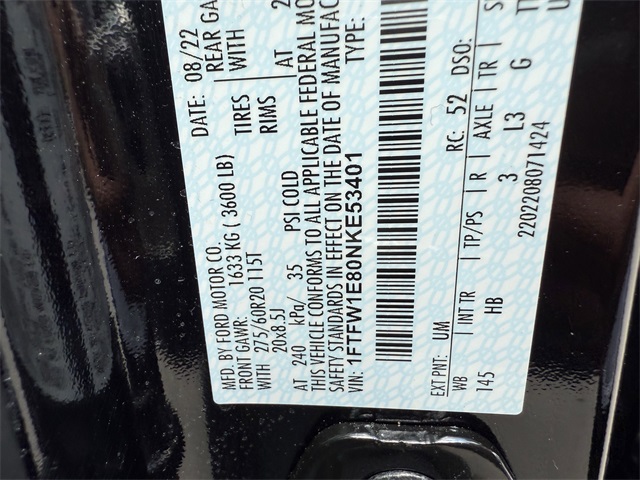 MFD. BY FORD MOTOR CO.
DATE: 08/22
FRONT GAWR: 1633 KG ( 3600 LB)
REAR GA
WITH 275/60R20 115T TIRES
WITH
20x8.5J RIMS
AT 240 kPa/ 35 PSI COLD
AT 2
THIS VEHICLE CONFORMS TO ALL APPLICABLE FEDERAL MO
SAFETY STANDARDS IN EFFECT ON THE DATE OF MANUFAC
VIN: 1FTFW1E80NKE53401
TYPE:
EXT PNT: UM
RC: 52 DSO:
WB INT TR TP/PS R AXLE TR S
145 HB 3 L3 G
2202208071424